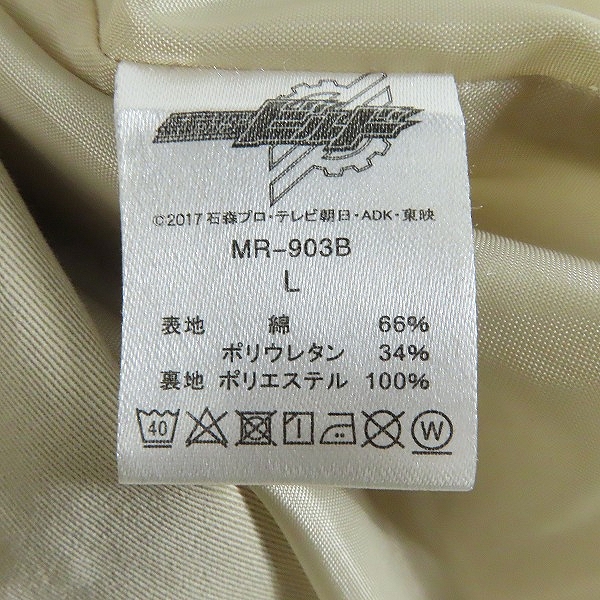 ©2017 石森プロ・テレビ朝日・ADK・東映
MR-903B
L
表地 綿 66%
ポリウレタン 34%
裏地 ポリエステル 100%
40 W